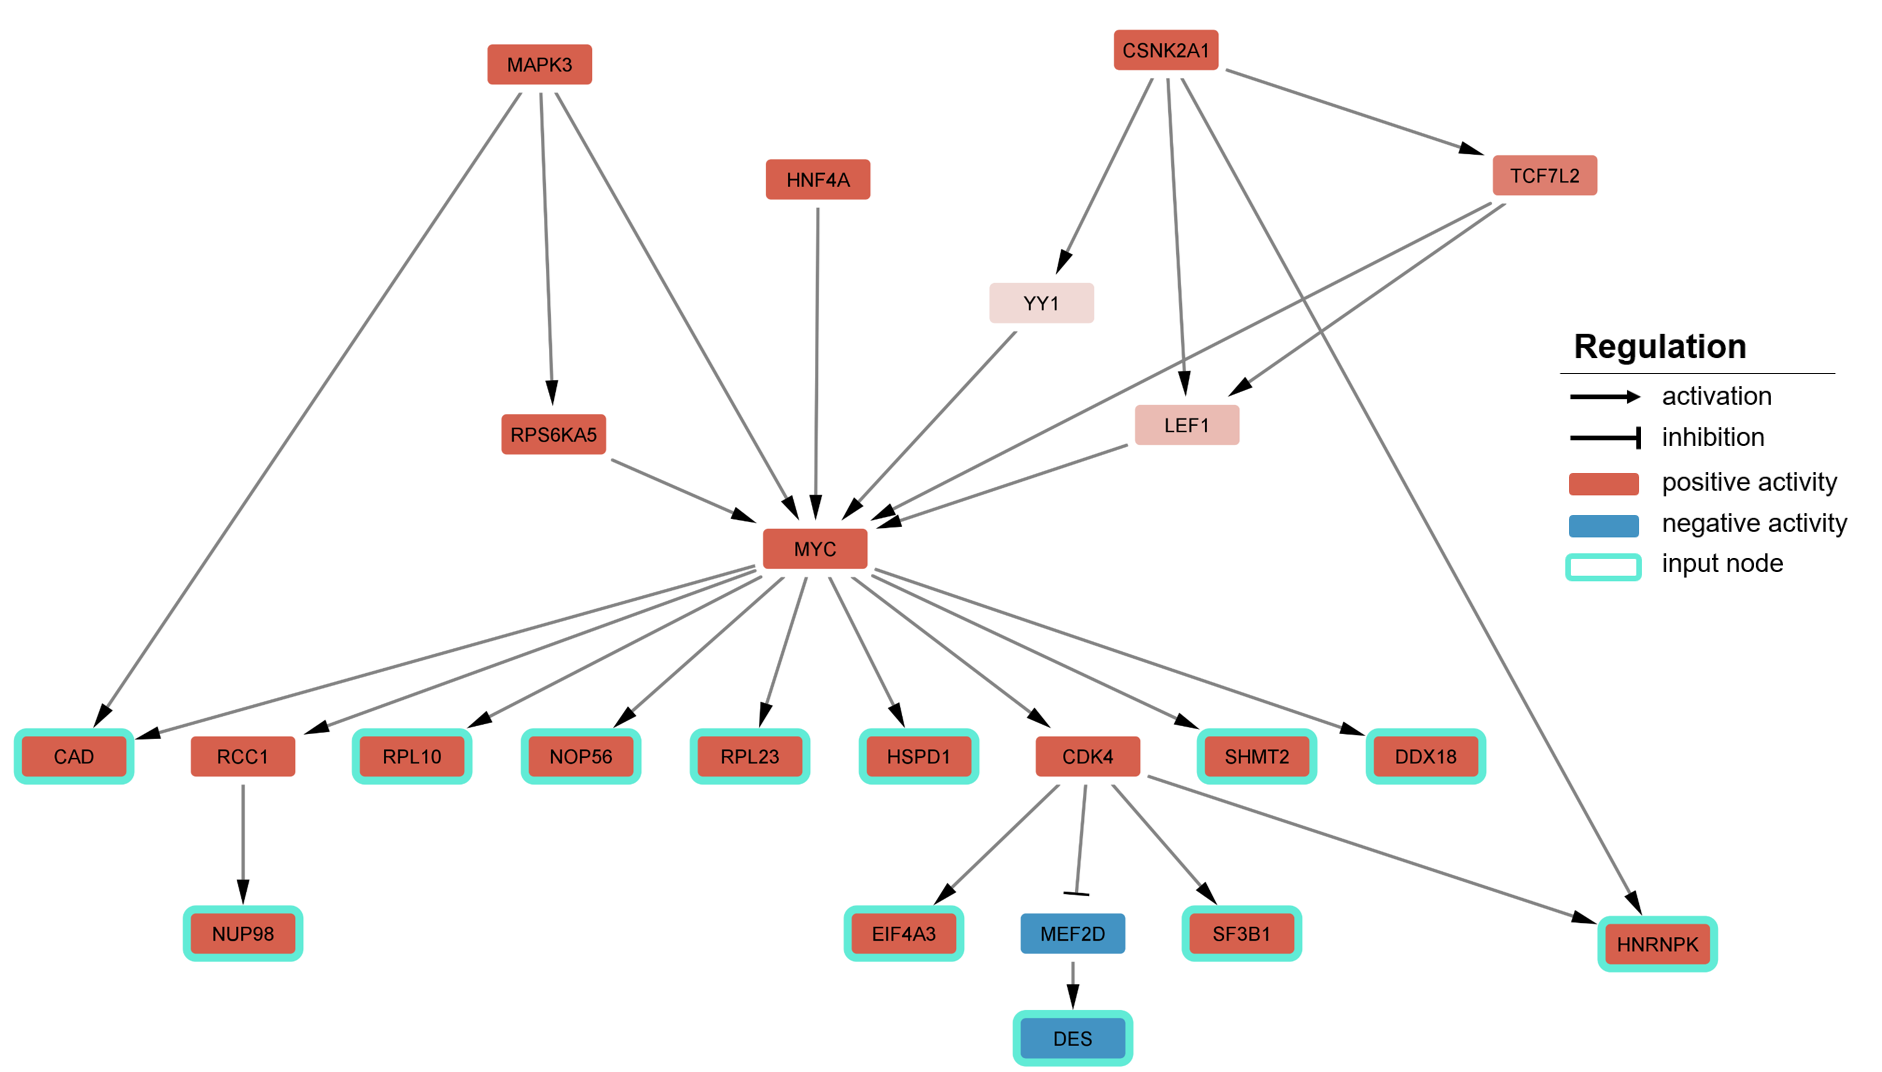 CSNK2A1
MAPK3
HNF4A
TCF7L2
YY1
LEF1
RPS6KA5
MYC
Regulation
activation
inhibition
positive activity
negative activity
input node
CAD
RCC1
RPL10
NOP56
RPL23
HSPD1
CDK4
SHMT2
DDX18
NUP98
EIF4A3
MEF2D
SF3B1
HNRNPK
DES